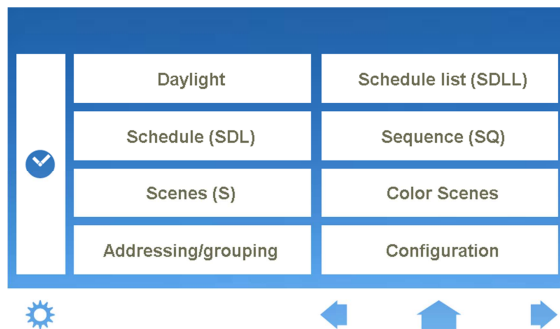 Daylight
Schedule list (SDLL)
Schedule (SDL)
Sequence (SQ)
Scenes (S)
Color Scenes
Addressing/grouping
Configuration